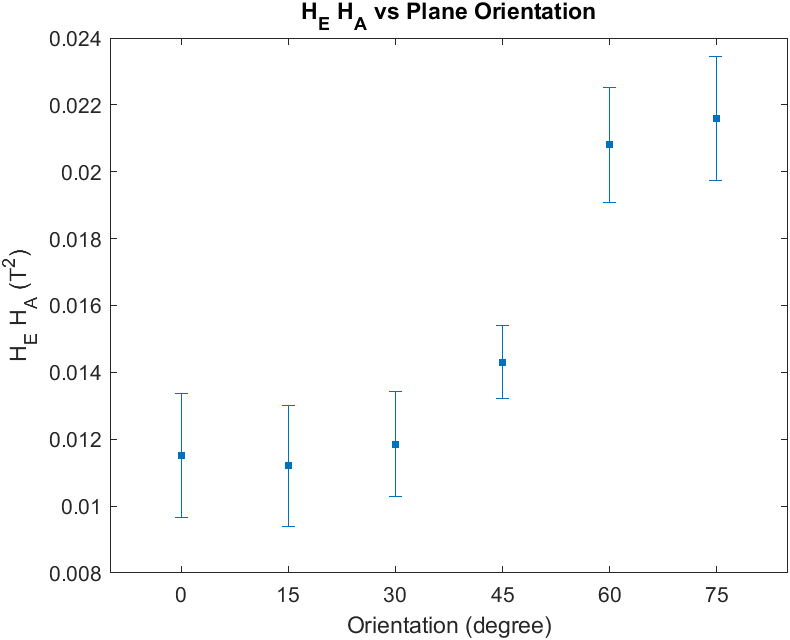 H_E H_A vs Plane Orientation
H_E H_A (T^2)
0.024
0.022
0.02
0.018
0.016
0.014
0.012
0.01
0.008
0 15 30 45 60 75
Orientation (degree)